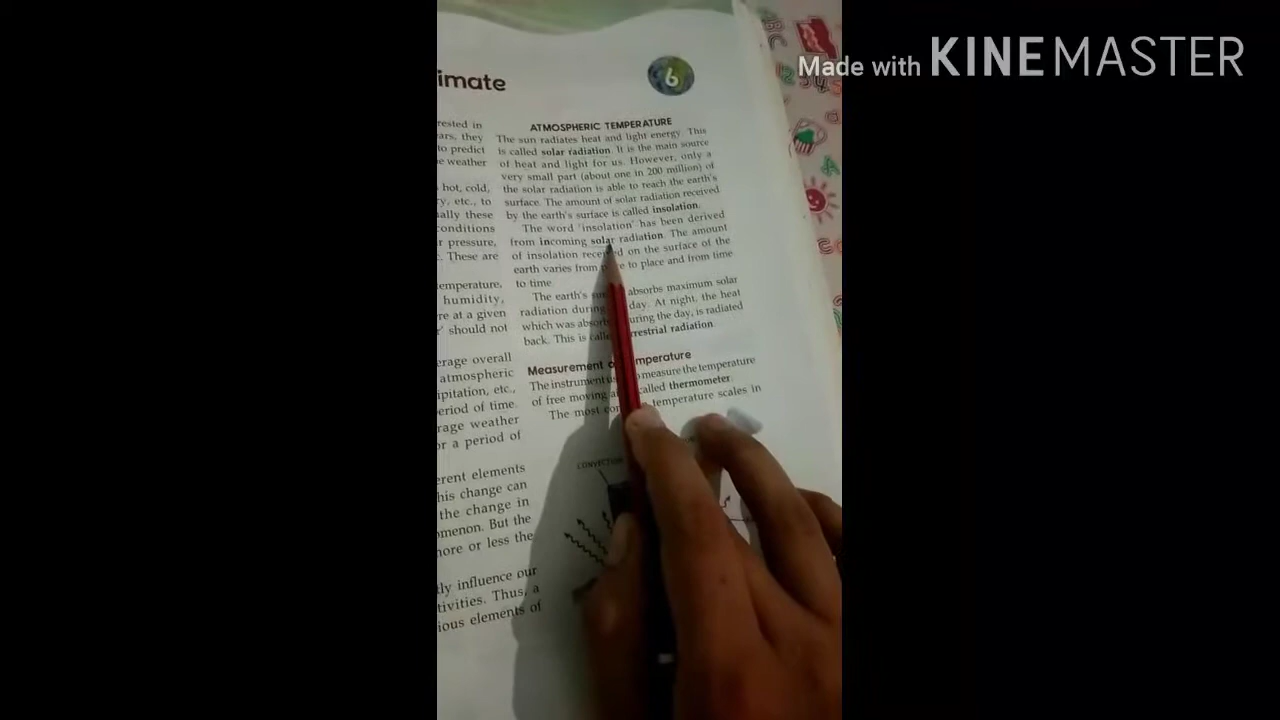 Made with KINEMASTER
imate
6
rested in
ars, they
to predict
e weather
hot, cold,
ry, etc., to
ally these
conditions
r pressure,
. These are
emperature,
humidity,
re at a given
' should not
erage overall
atmospheric
ipitation, etc.,
eriod of time.
rage weather
or a period of
erent elements
his change can
the change in
omenon. But the
more or less the
tly influence our
tivities. Thus, a
ious elements of
ATMOSPHERIC TEMPERATURE
The sun radiates heat and light energy. This
is called solar radiation. It is the main source
of heat and light for us. However, only a
very small part (about one in 200 million) of
the solar radiation is able to reach the earth's
surface. The amount of solar radiation received
by the earth's surface is called insolation.
The word 'insolation' has been derived
from incoming solar radiation. The amount
of insolation received on the surface of the
earth varies from place to place and from time
to time
The earth's absorbs maximum solar
radiation during day. At night, the heat
which was during the day, is radiated
back. This is terrestrial radiation.
Measurement of Temperature
The instrument measure the temperature
of free moving called thermometer.
The most temperature scales in
CONVECTION